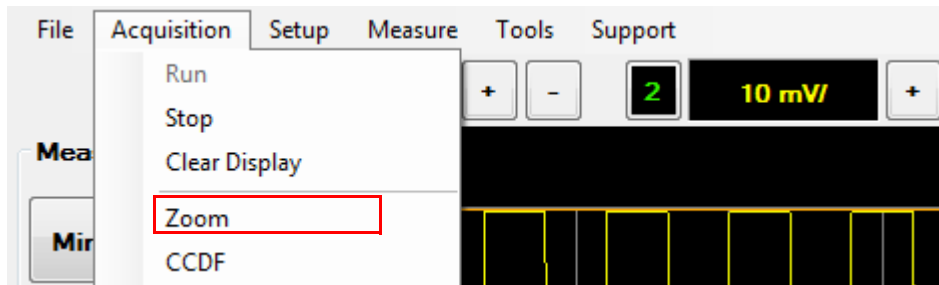 File Acquisition Setup Measure Tools Support
Run
+ - 2 10 mV/ +
Stop
Clear Display
Zoom
CCDF